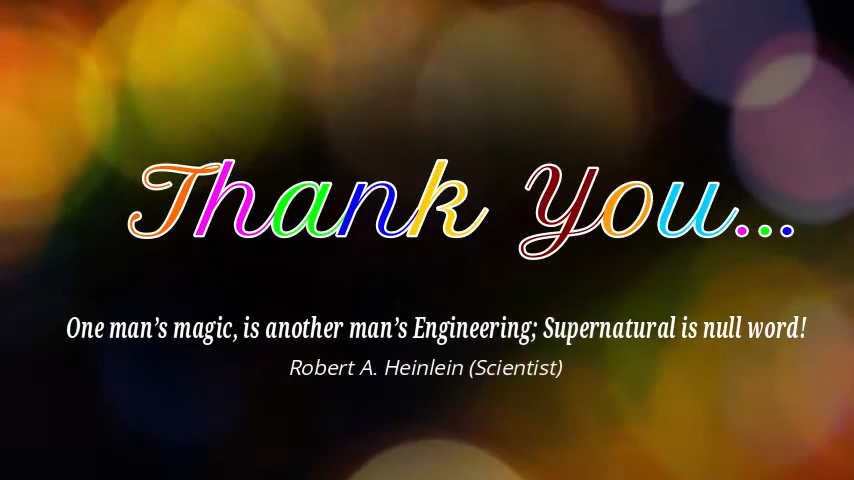 Thank You...
One man’s magic, is another man’s Engineering; Supernatural is null word!
Robert A. Heinlein (Scientist)